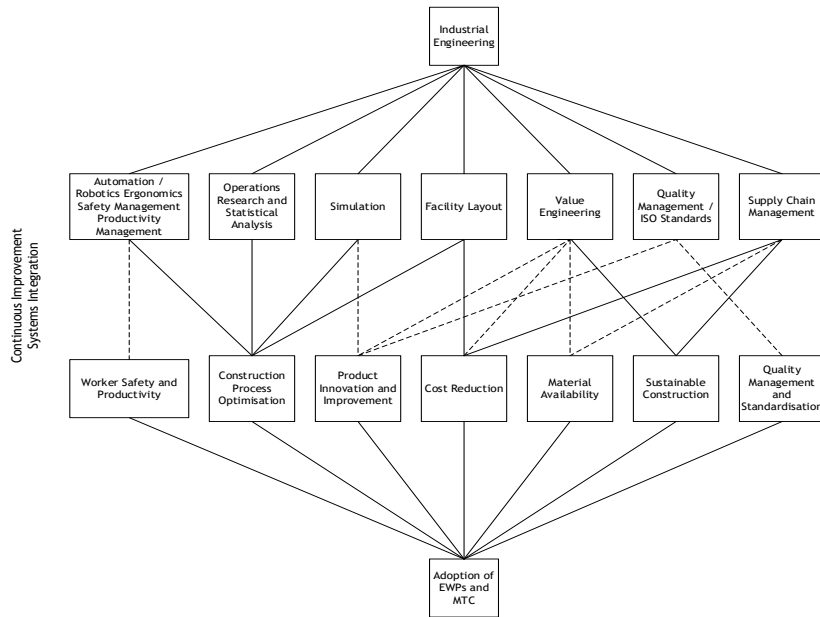 Industrial
Engineering
Automation /
Robotics Ergonomics
Safety Management
Productivity
Management
Operations
Research and
Statistical
Analysis
Simulation
Facility Layout
Value
Engineering
Quality
Management /
ISO Standards
Supply Chain
Management
Continuous Improvement
Systems Integration
Worker Safety and
Productivity
Construction
Process
Optimisation
Product
Innovation and
Improvement
Cost Reduction
Material
Availability
Sustainable
Construction
Quality
Management
and
Standardisation
Adoption of
EWPs and
MTC